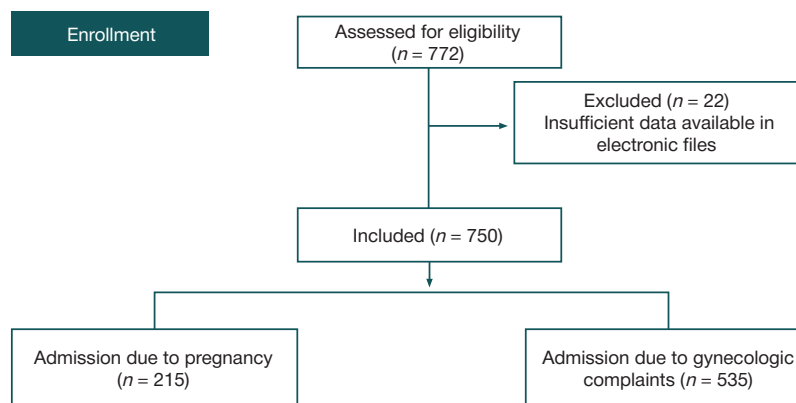 Enrollment
Assessed for eligibility
(n = 772)
Excluded (n = 22)
Insufficient data available in
electronic files
Included (n = 750)
Admission due to pregnancy
(n = 215)
Admission due to gynecologic
complaints (n = 535)